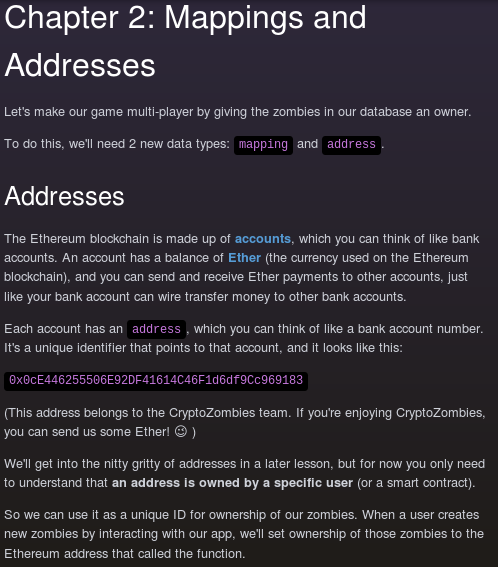 Chapter 2: Mappings and
Addresses
Let's make our game multi-player by giving the zombies in our database an owner.
To do this, we'll need 2 new data types: mapping and address.
Addresses
The Ethereum blockchain is made up of accounts, which you can think of like bank
accounts. An account has a balance of Ether (the currency used on the Ethereum
blockchain), and you can send and receive Ether payments to other accounts, just
like your bank account can wire transfer money to other bank accounts.
Each account has an address, which you can think of like a bank account number.
It's a unique identifier that points to that account, and it looks like this:
0x0cE446255506E92DF41614C46F1d6df9Cc969183
(This address belongs to the CryptoZombies team. If you're enjoying CryptoZombies,
you can send us some Ether! 😉 )
We'll get into the nitty gritty of addresses in a later lesson, but for now you only need
to understand that an address is owned by a specific user (or a smart contract).
So we can use it as a unique ID for ownership of our zombies. When a user creates
new zombies by interacting with our app, we'll set ownership of those zombies to the
Ethereum address that called the function.